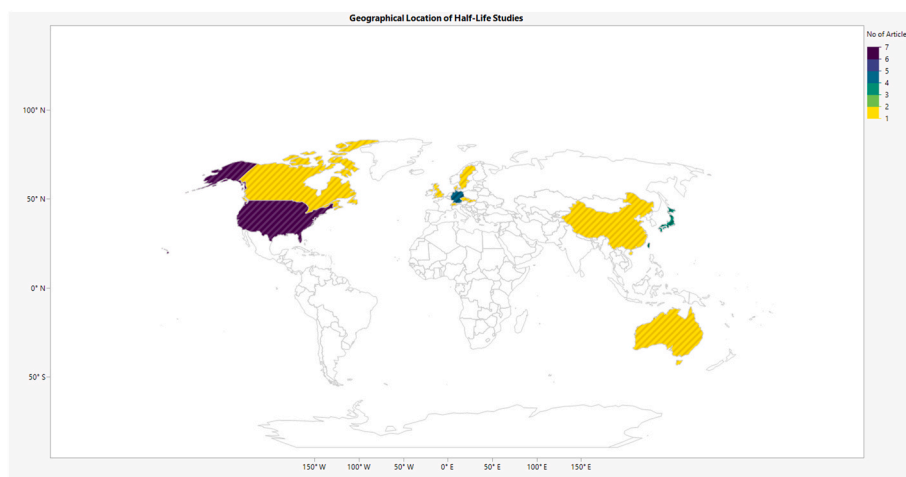 Geographical Location of Half-Life Studies
No of Article
7
6
5
4
3
2
1
100° N
50° N
0° N
50° S
150° W
100° W
50° W
0° E
50° E
100° E
150° E